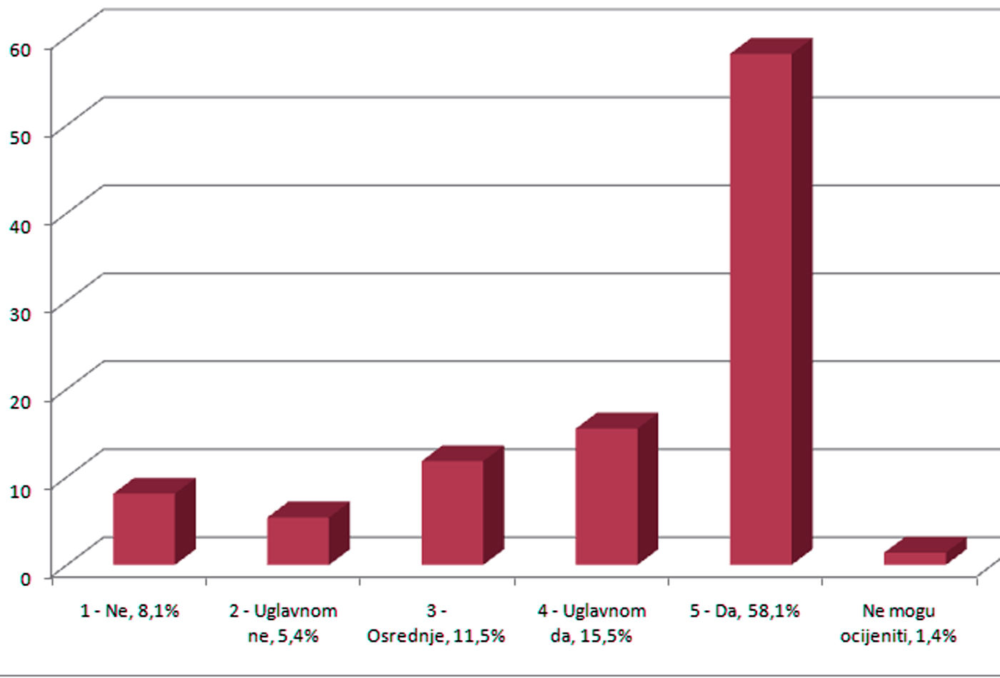 60
50
40
30
20
10
0
1 - Ne, 8,1%
2 - Uglavnom
ne, 5,4%
3 -
Osrednje, 11,5%
4 - Uglavnom
da, 15,5%
5 - Da, 58,1%
Ne mogu
ocijeniti, 1,4%